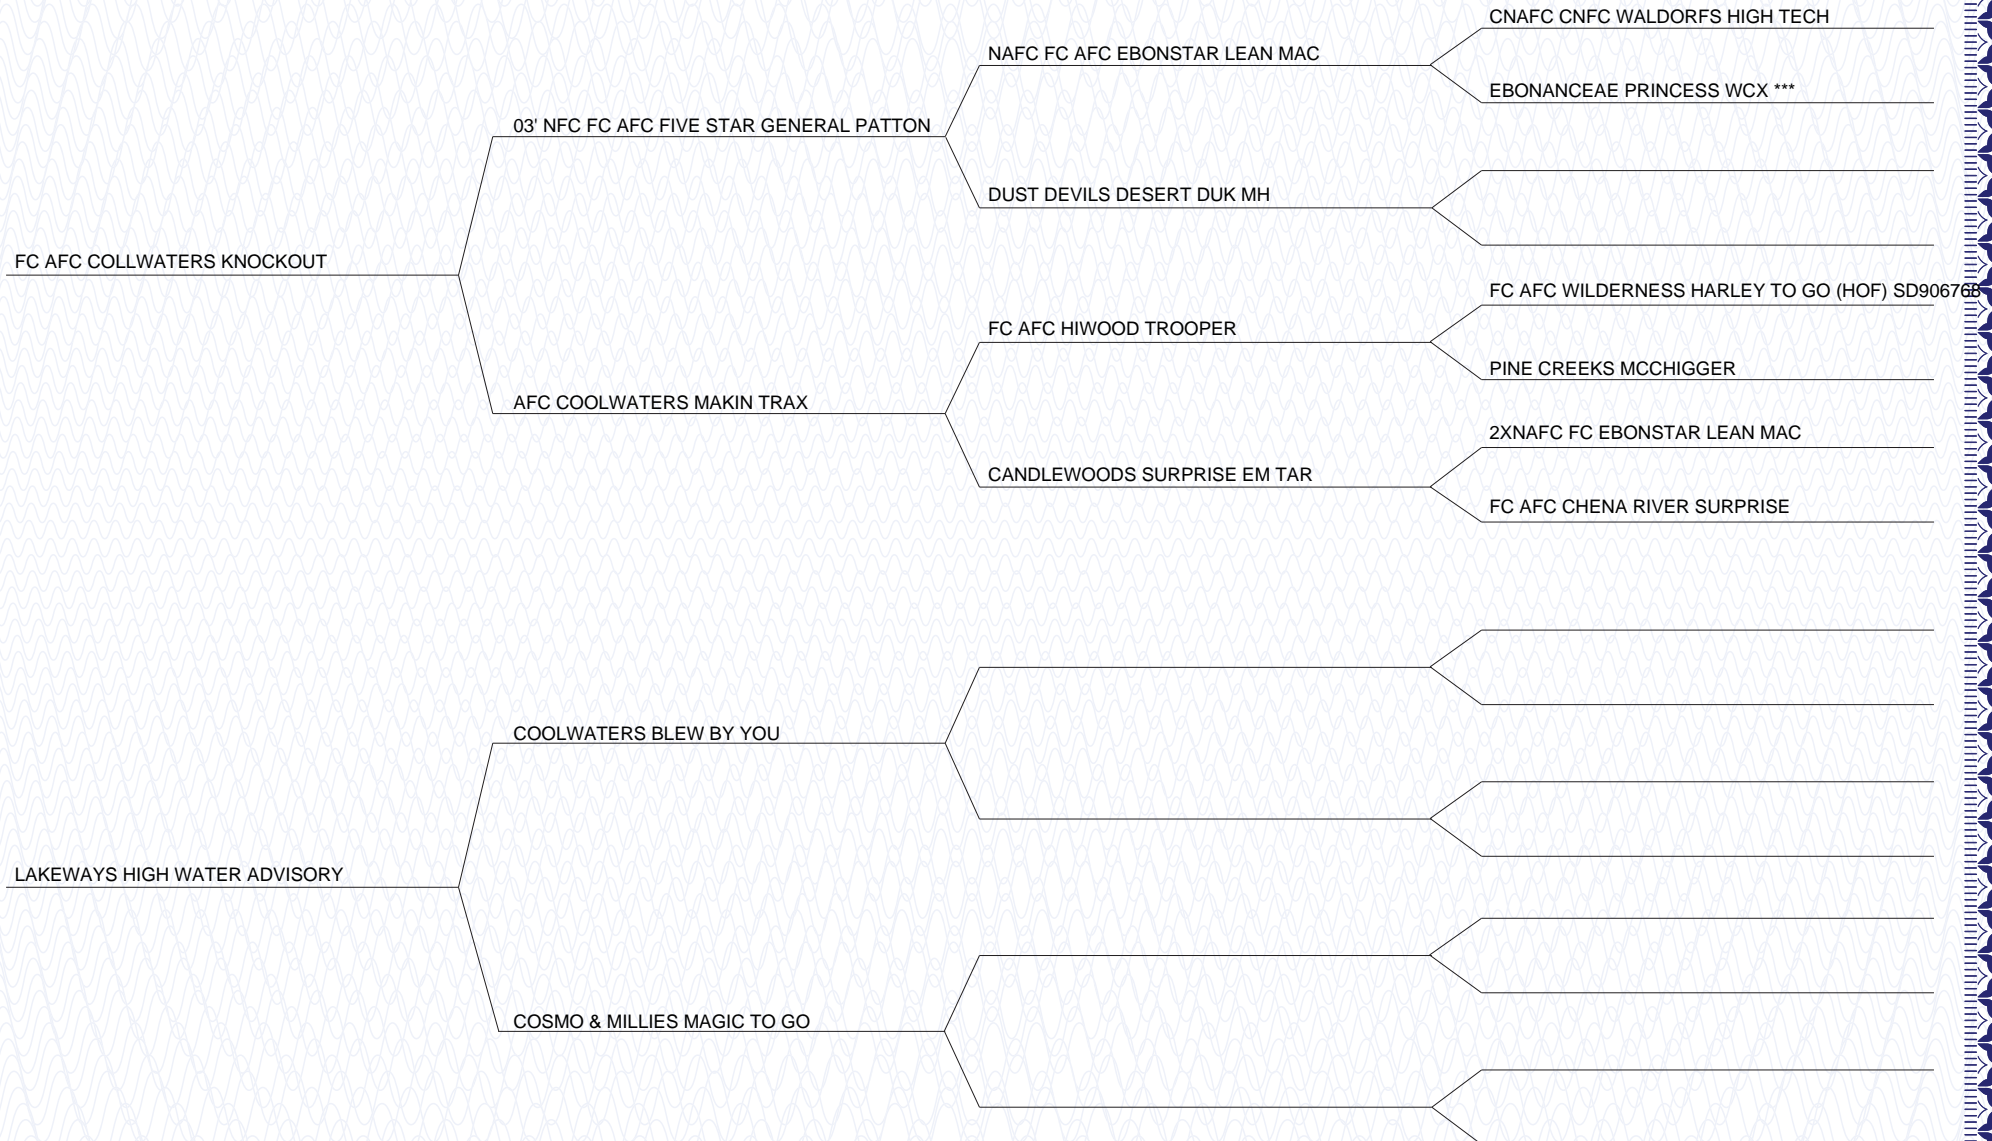 CNAFC CNFC WALDORFS HIGH TECH
NAFC FC AFC EBONSTAR LEAN MAC
EBONANCEAE PRINCESS WCX ***
03' NFC FC AFC FIVE STAR GENERAL PATTON
DUST DEVILS DESERT DUK MH
FC AFC COLLWATERS KNOCKOUT
FC AFC WILDERNESS HARLEY TO GO (HOF) SD906768
FC AFC HIWOOD TROOPER
PINE CREEKS MCCHIGGER
AFC COOLWATERS MAKIN TRAX
2XNAFC FC EBONSTAR LEAN MAC
CANDLEWOODS SURPRISE EM TAR
FC AFC CHENA RIVER SURPRISE
COOLWATERS BLEW BY YOU
LAKEWAYS HIGH WATER ADVISORY
COSMO & MILLIES MAGIC TO GO